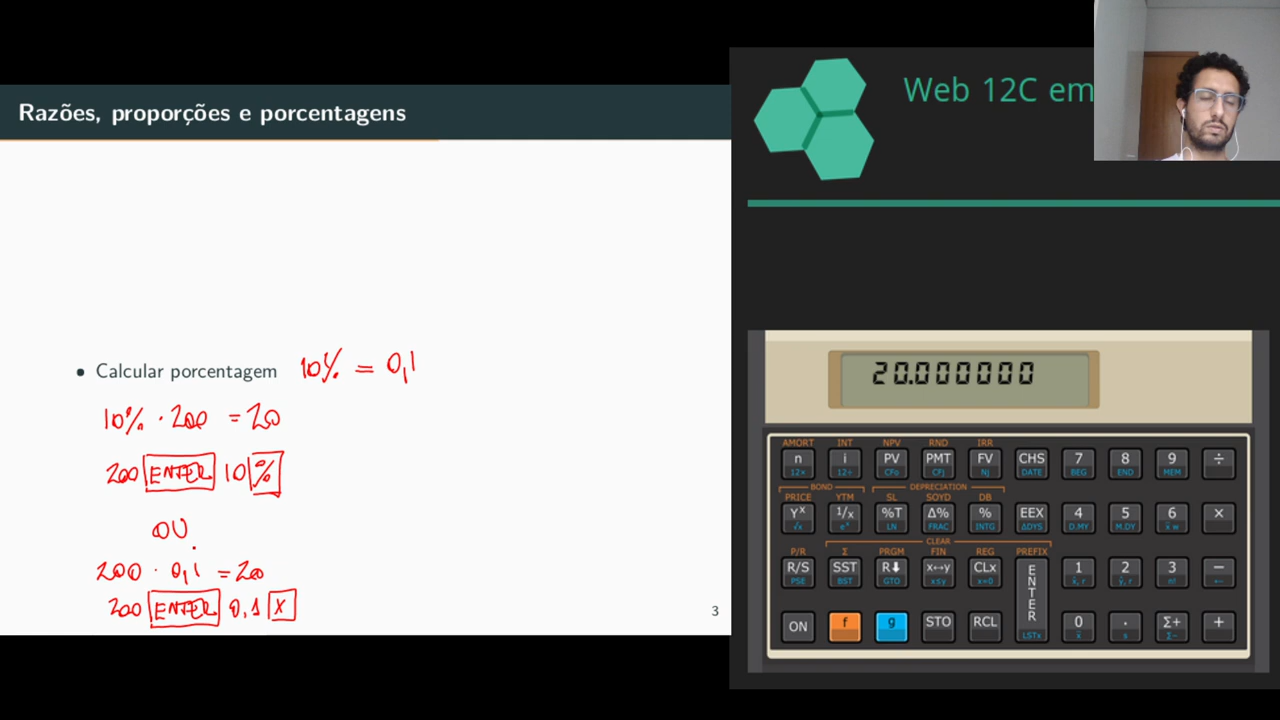 Razões, proporções e porcentagens
• Calcular porcentagem 10% = 0,1
10% · 200 = 20
200 ENTER 10 %
OU
200 · 0,1 = 20
200 ENTER 0,1 X
3
Web 12C em
20.000000
AMORT INT NPV RND IRR
n i PV PMT FV CHS 7 8 9 ÷
12× 12÷ CFo CFj Nj DATE BEG END MEM
BOND DEPRECIATION
PRICE YTM SL SOYD DB
Yˣ 1/x %T Δ% % EEX 4 5 6 ×
√x eˣ LN FRAC INTG ΔDYS D.MY M.DY x̄ w
CLEAR
P/R Σ PRGM FIN REG PREFIX
R/S SST R⬇ x↔y CLx ENTER 1 2 3 −
PSE BST GTO x≤y x=0 x̂, r ŷ, r n! ←
ON f g STO RCL 0 . Σ+ +
LSTx x̄ s Σ−